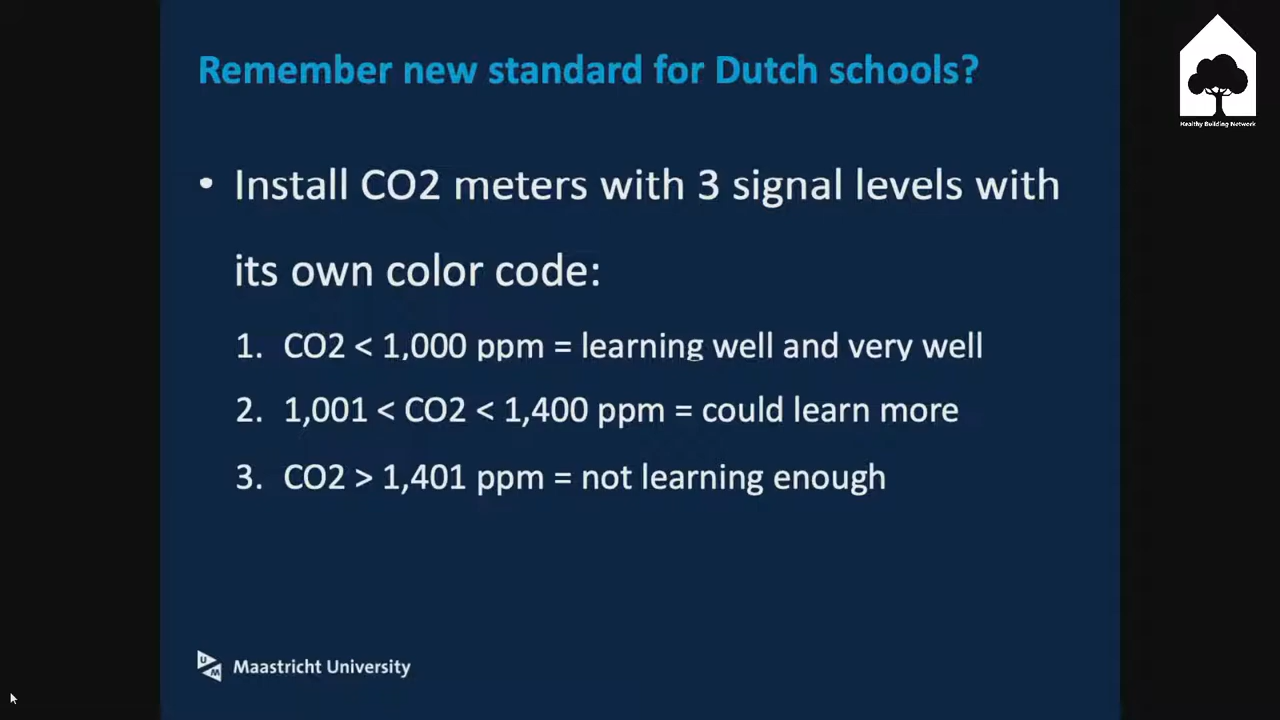 Remember new standard for Dutch schools?
Healthy Building Network
• Install CO2 meters with 3 signal levels with
its own color code:
1. CO2 < 1,000 ppm = learning well and very well
2. 1,001 < CO2 < 1,400 ppm = could learn more
3. CO2 > 1,401 ppm = not learning enough
UM Maastricht University